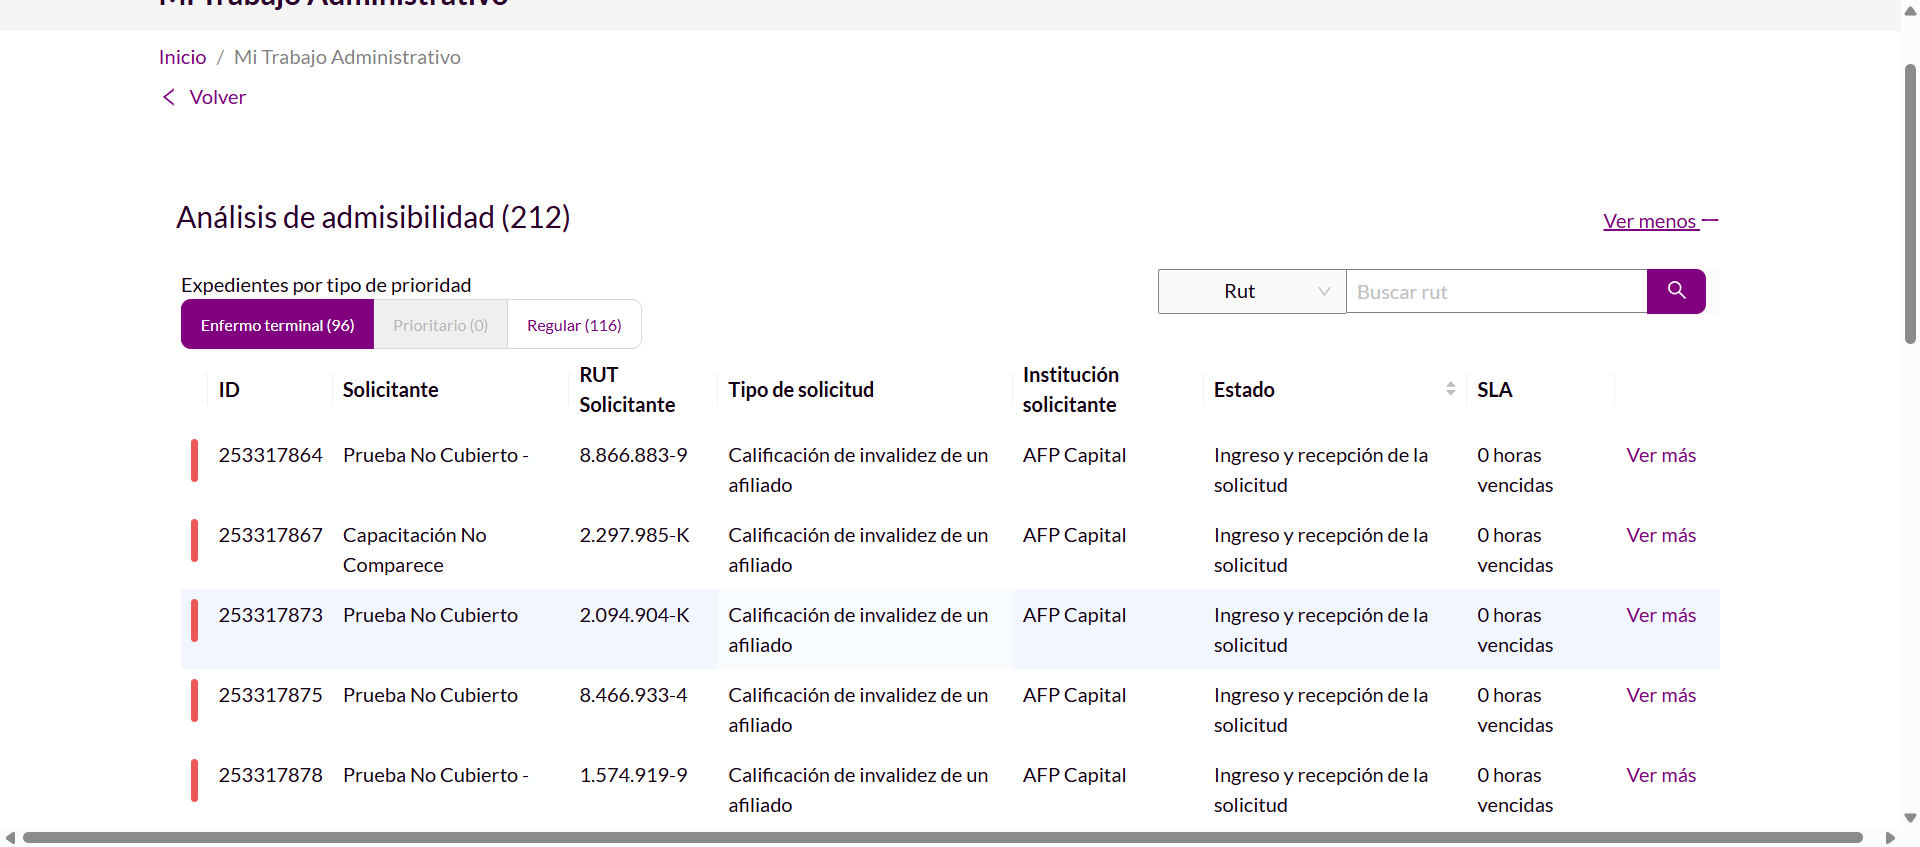 Mi Trabajo Administrativo
Inicio / Mi Trabajo Administrativo
Volver
Análisis de admisibilidad (212)
Ver menos
Expedientes por tipo de prioridad
Rut
Buscar rut
Enfermo terminal (96)
Prioritario (0)
Regular (116)
ID
Solicitante
RUT
Solicitante
Tipo de solicitud
Institución
solicitante
Estado
SLA
253317864
Prueba No Cubierto -
8.866.883-9
Calificación de invalidez de un
afiliado
AFP Capital
Ingreso y recepción de la
solicitud
0 horas
vencidas
Ver más
253317867
Capacitación No
Comparece
2.297.985-K
Calificación de invalidez de un
afiliado
AFP Capital
Ingreso y recepción de la
solicitud
0 horas
vencidas
Ver más
253317873
Prueba No Cubierto
2.094.904-K
Calificación de invalidez de un
afiliado
AFP Capital
Ingreso y recepción de la
solicitud
0 horas
vencidas
Ver más
253317875
Prueba No Cubierto
8.466.933-4
Calificación de invalidez de un
afiliado
AFP Capital
Ingreso y recepción de la
solicitud
0 horas
vencidas
Ver más
253317878
Prueba No Cubierto -
1.574.919-9
Calificación de invalidez de un
afiliado
AFP Capital
Ingreso y recepción de la
solicitud
0 horas
vencidas
Ver más